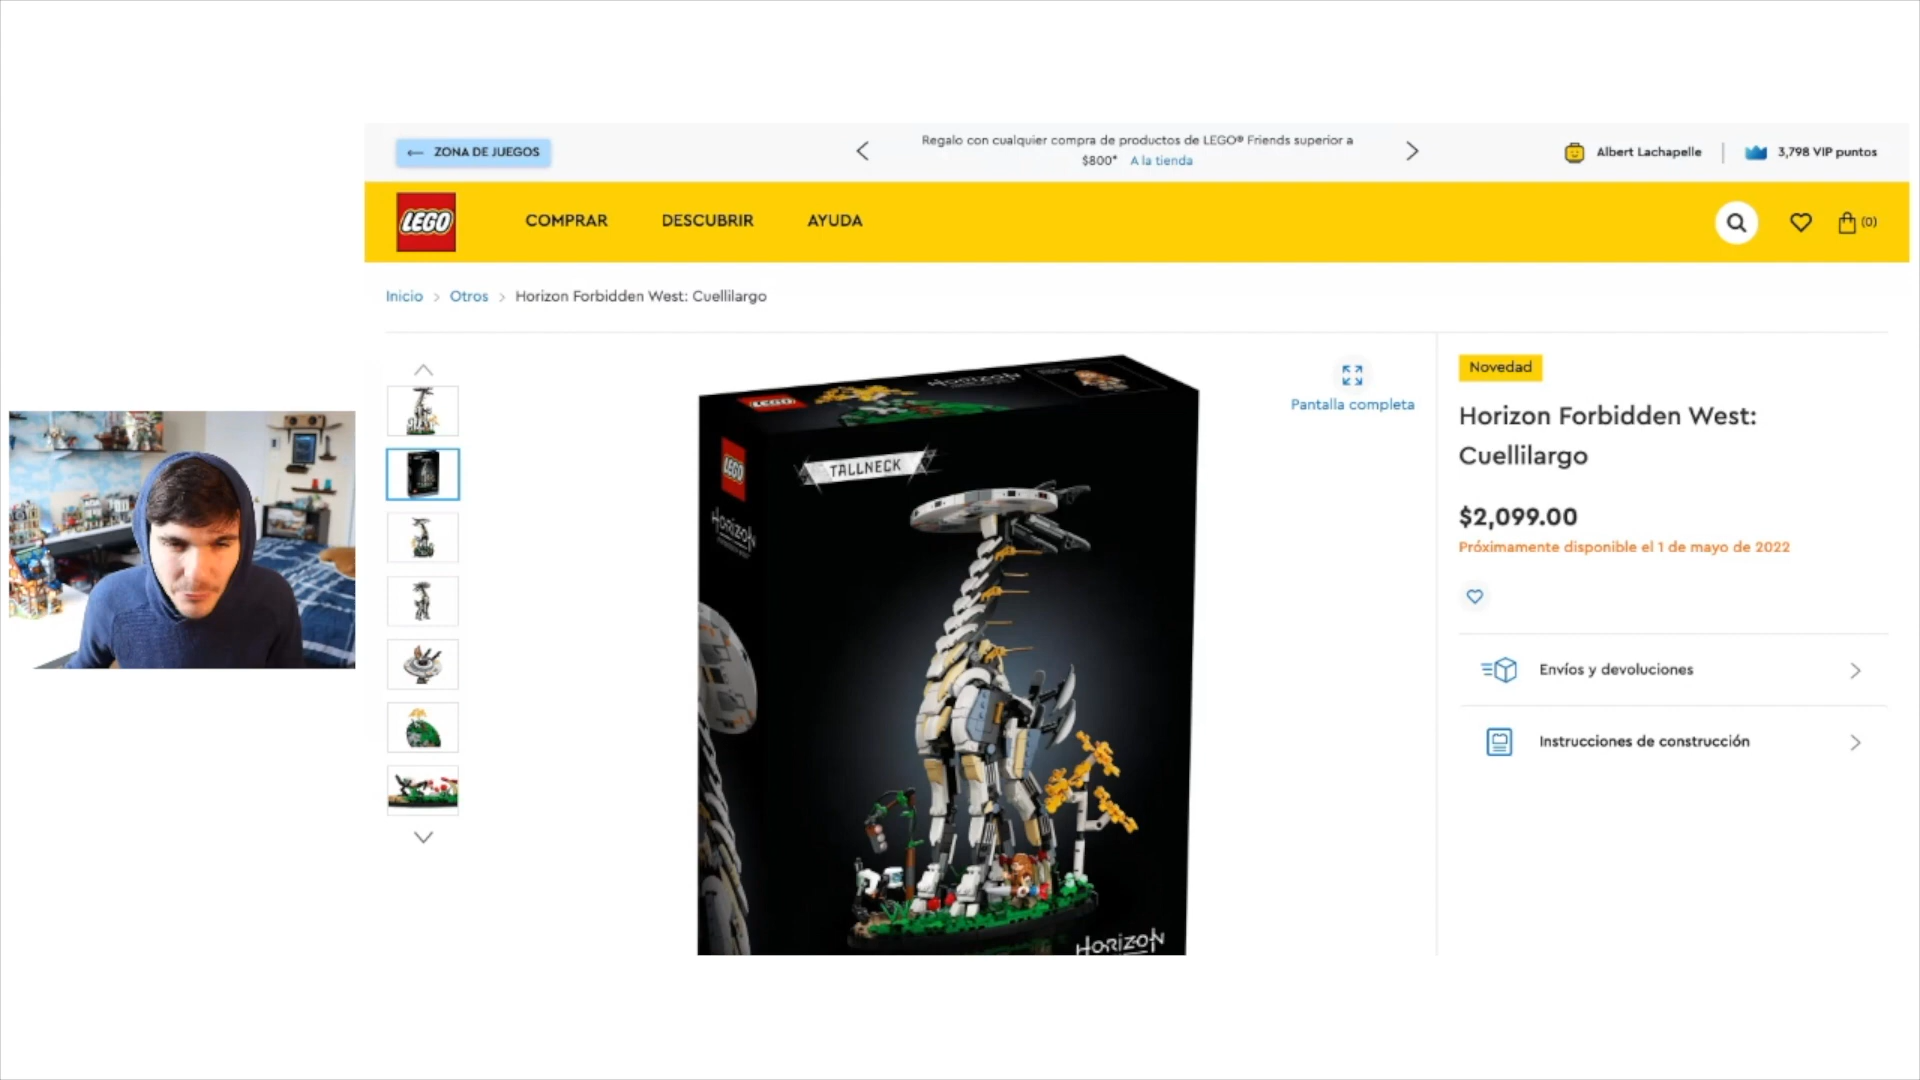 ZONA DE JUEGOS
Regalo con cualquier compra de productos de LEGO® Friends superior a
$800* A la tienda
Albert Lachapelle
3,798 VIP puntos
LEGO
COMPRAR
DESCUBRIR
AYUDA
(0)
Inicio > Otros > Horizon Forbidden West: Cuellilargo
Pantalla completa
Novedad
Horizon Forbidden West:
Cuellilargo
$2,099.00
Próximamente disponible el 1 de mayo de 2022
Envíos y devoluciones
Instrucciones de construcción
LEGO
HORIZON
LEGO
TALLNECK
HORIZON
HORIZON